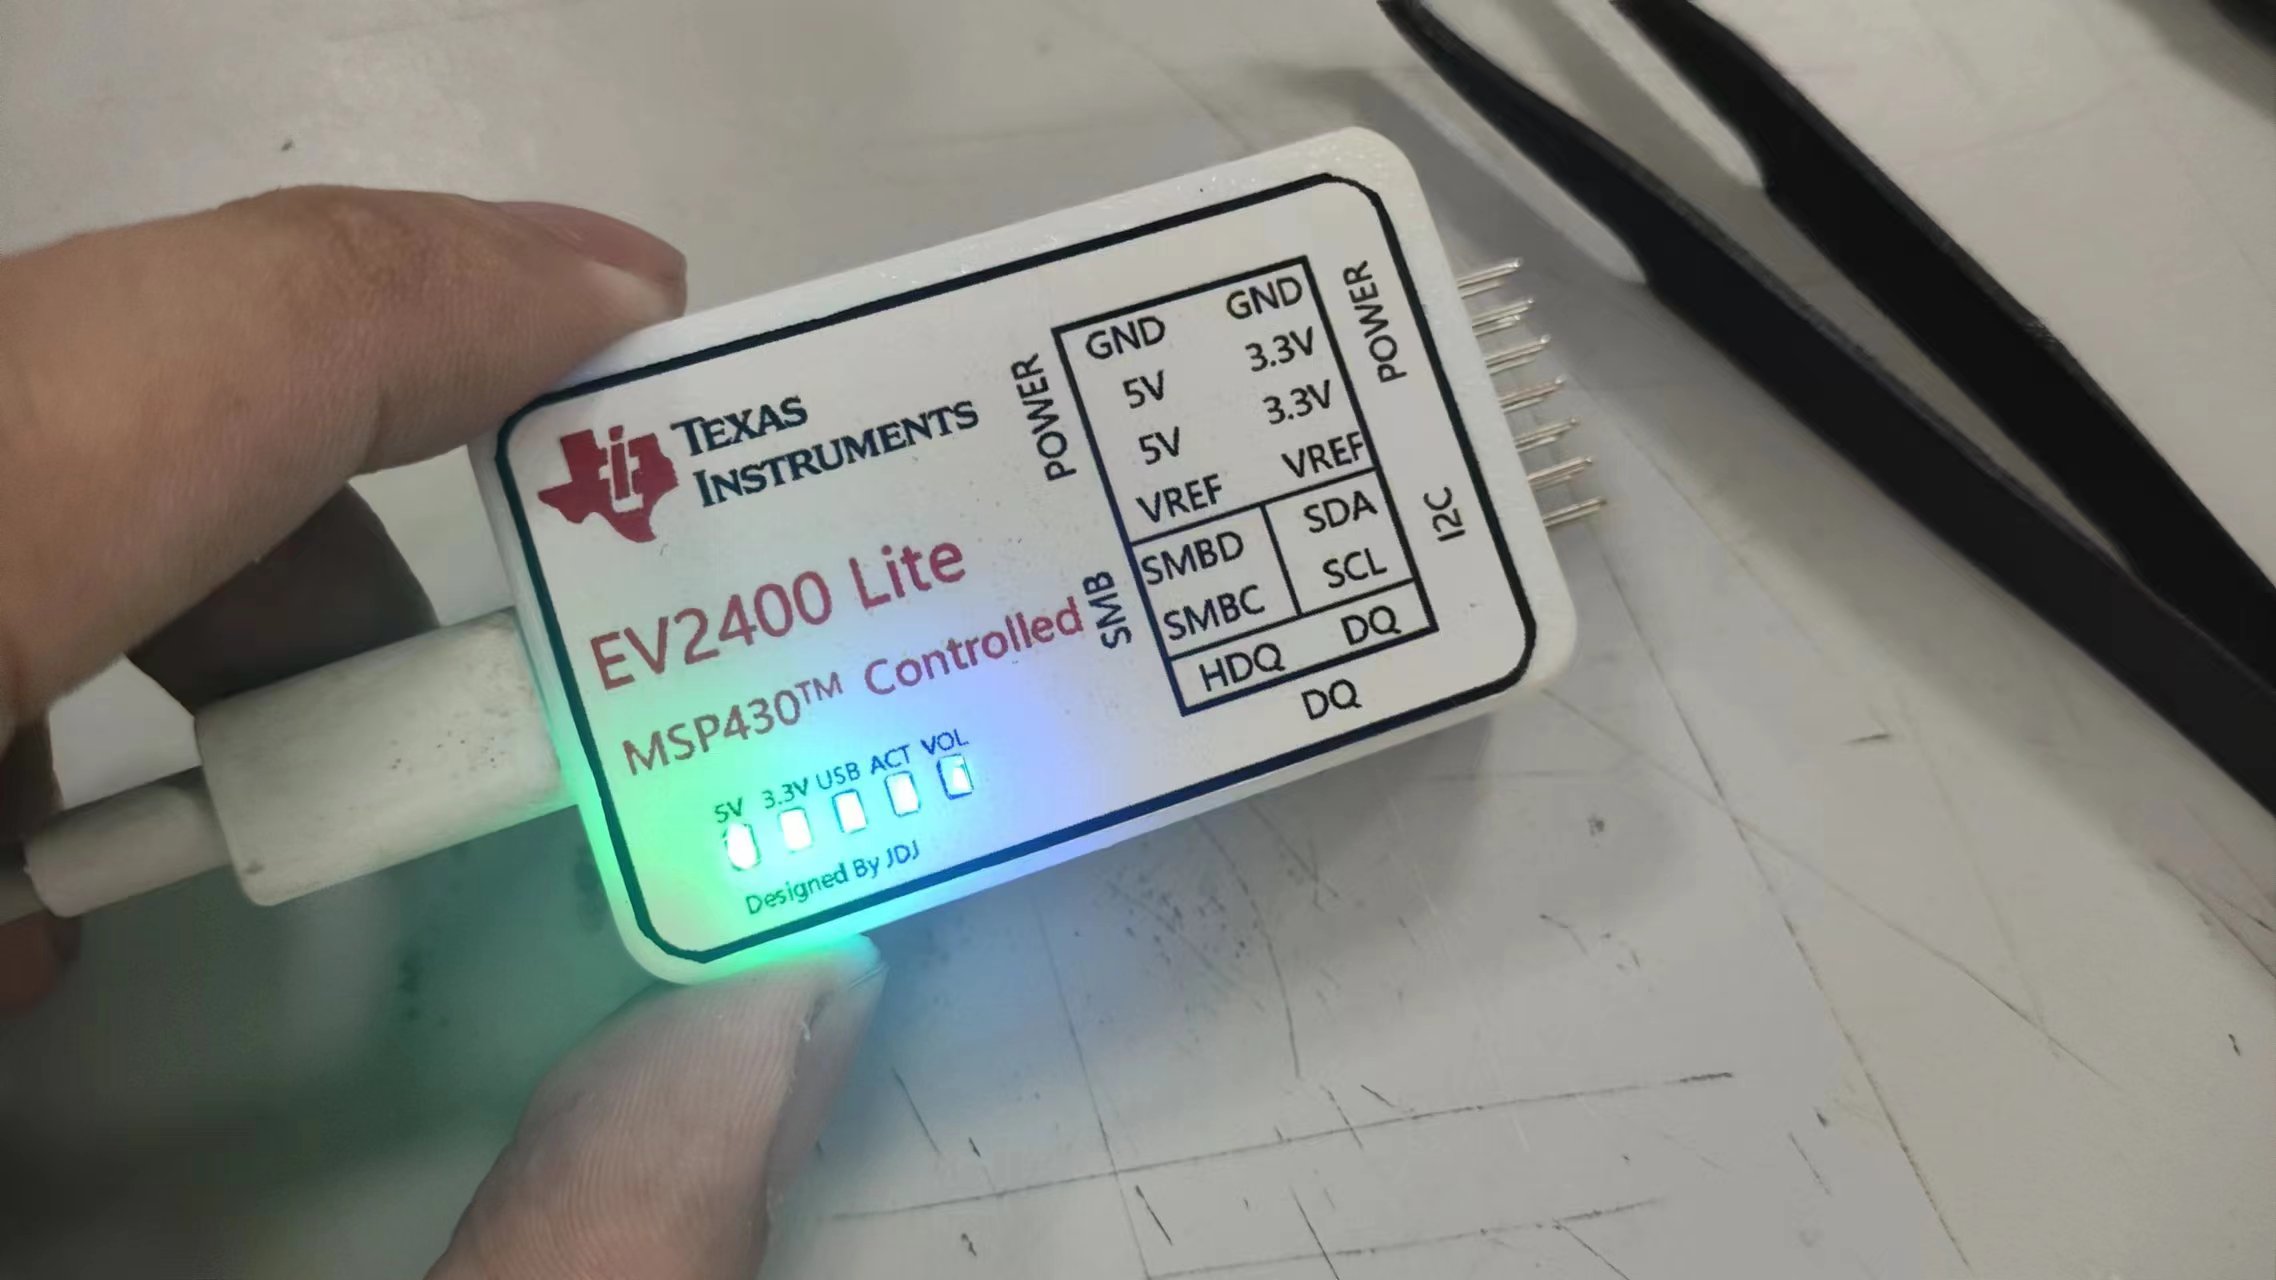 TEXAS
INSTRUMENTS
EV2400 Lite
MSP430™ Controlled
5V 3.3V USB ACT VOL
Designed By JDJ
POWER
GND GND
5V 3.3V
5V 3.3V
VREF VREF
POWER
SMB
SMBD SDA
SMBC SCL
I2C
HDQ DQ
DQ